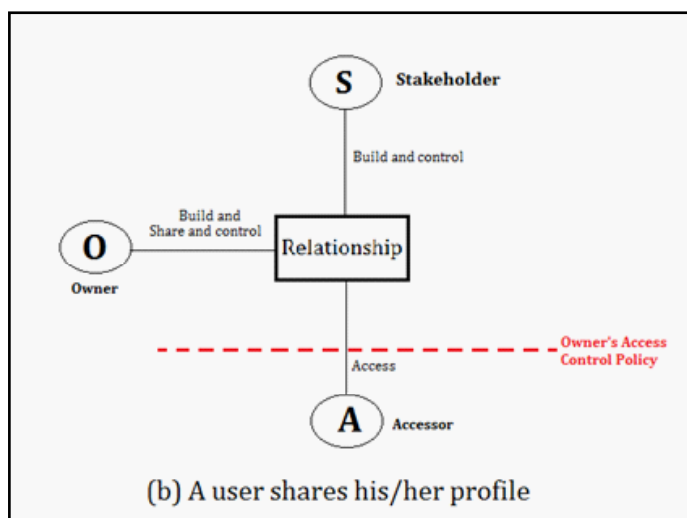 S
Stakeholder
Build and control
Build and
Share and control
O
Owner
Relationship
Owner's Access
Control Policy
Access
A
Accessor
(b) A user shares his/her profile